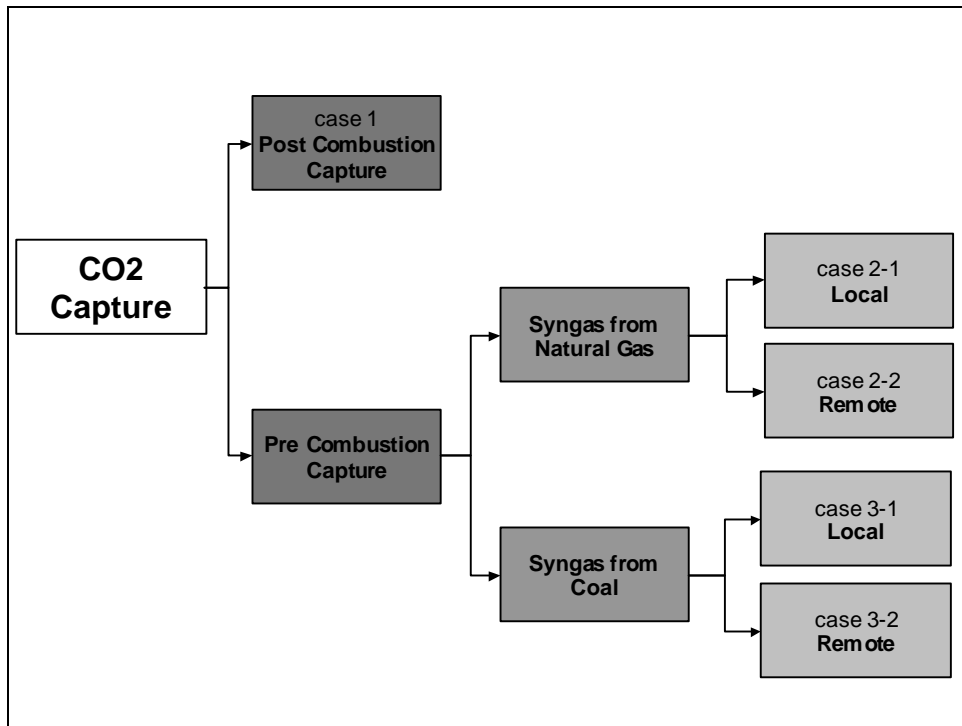 case 1
Post Combustion
Capture
CO2
Capture
Pre Combustion
Capture
Syngas from
Natural Gas
Syngas from
Coal
case 2-1
Local
case 2-2
Remote
case 3-1
Local
case 3-2
Remote